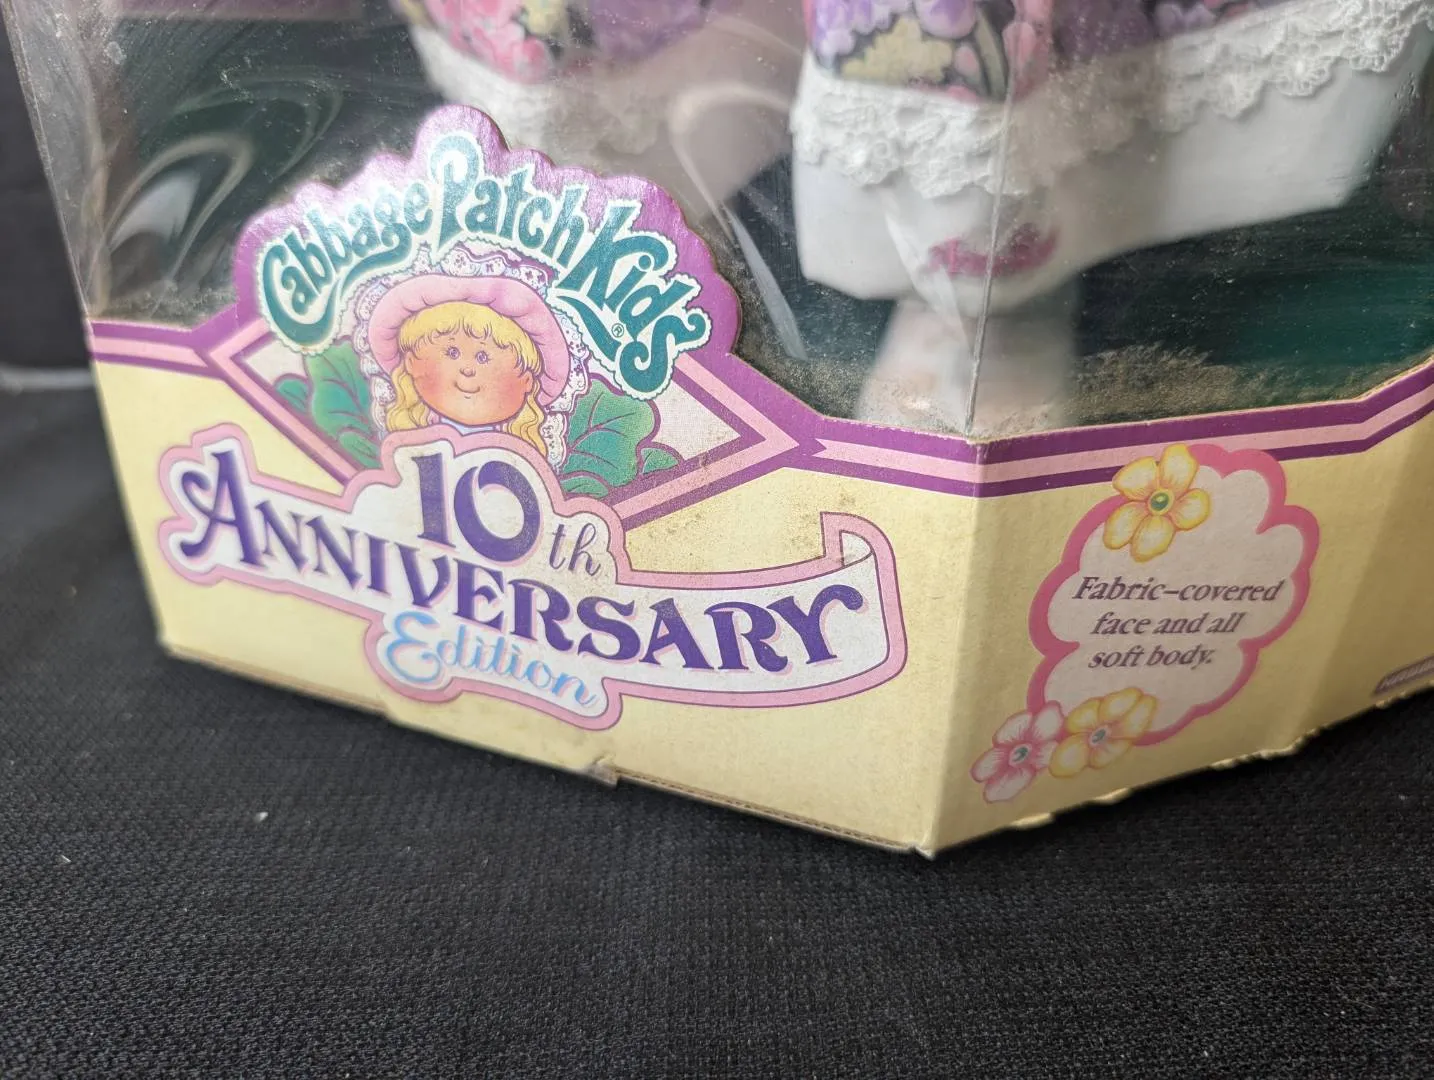 Cabbage Patch Kids®
10th
ANNIVERSARY
Edition
Fabric-covered
face and all
soft body.